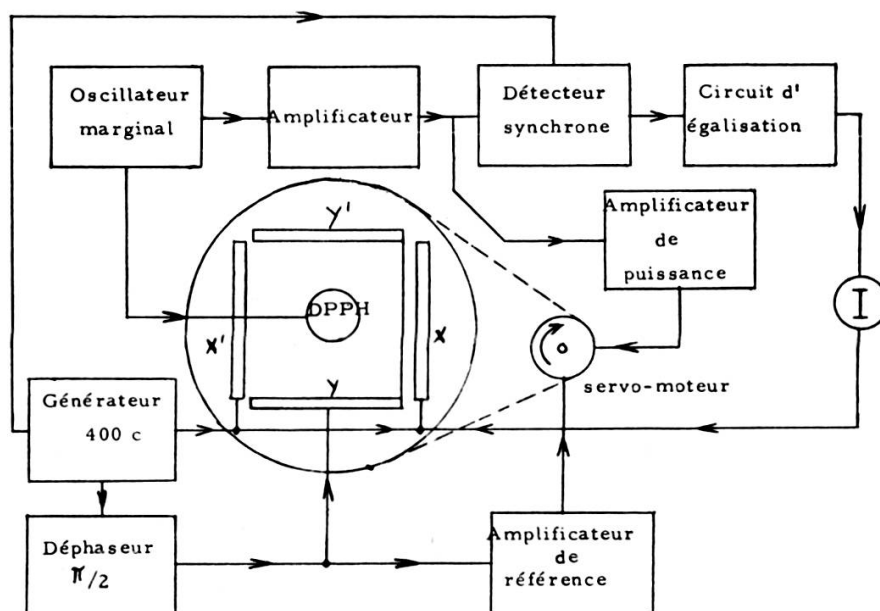 Oscillateur
marginal
Amplificateur
Détecteur
synchrone
Circuit d'
égalisation
Amplificateur
de
puissance
y'
DPPH
x'
x
I
y
servo-moteur
Générateur
400 c
Déphaseur
π/2
Amplificateur
de
référence